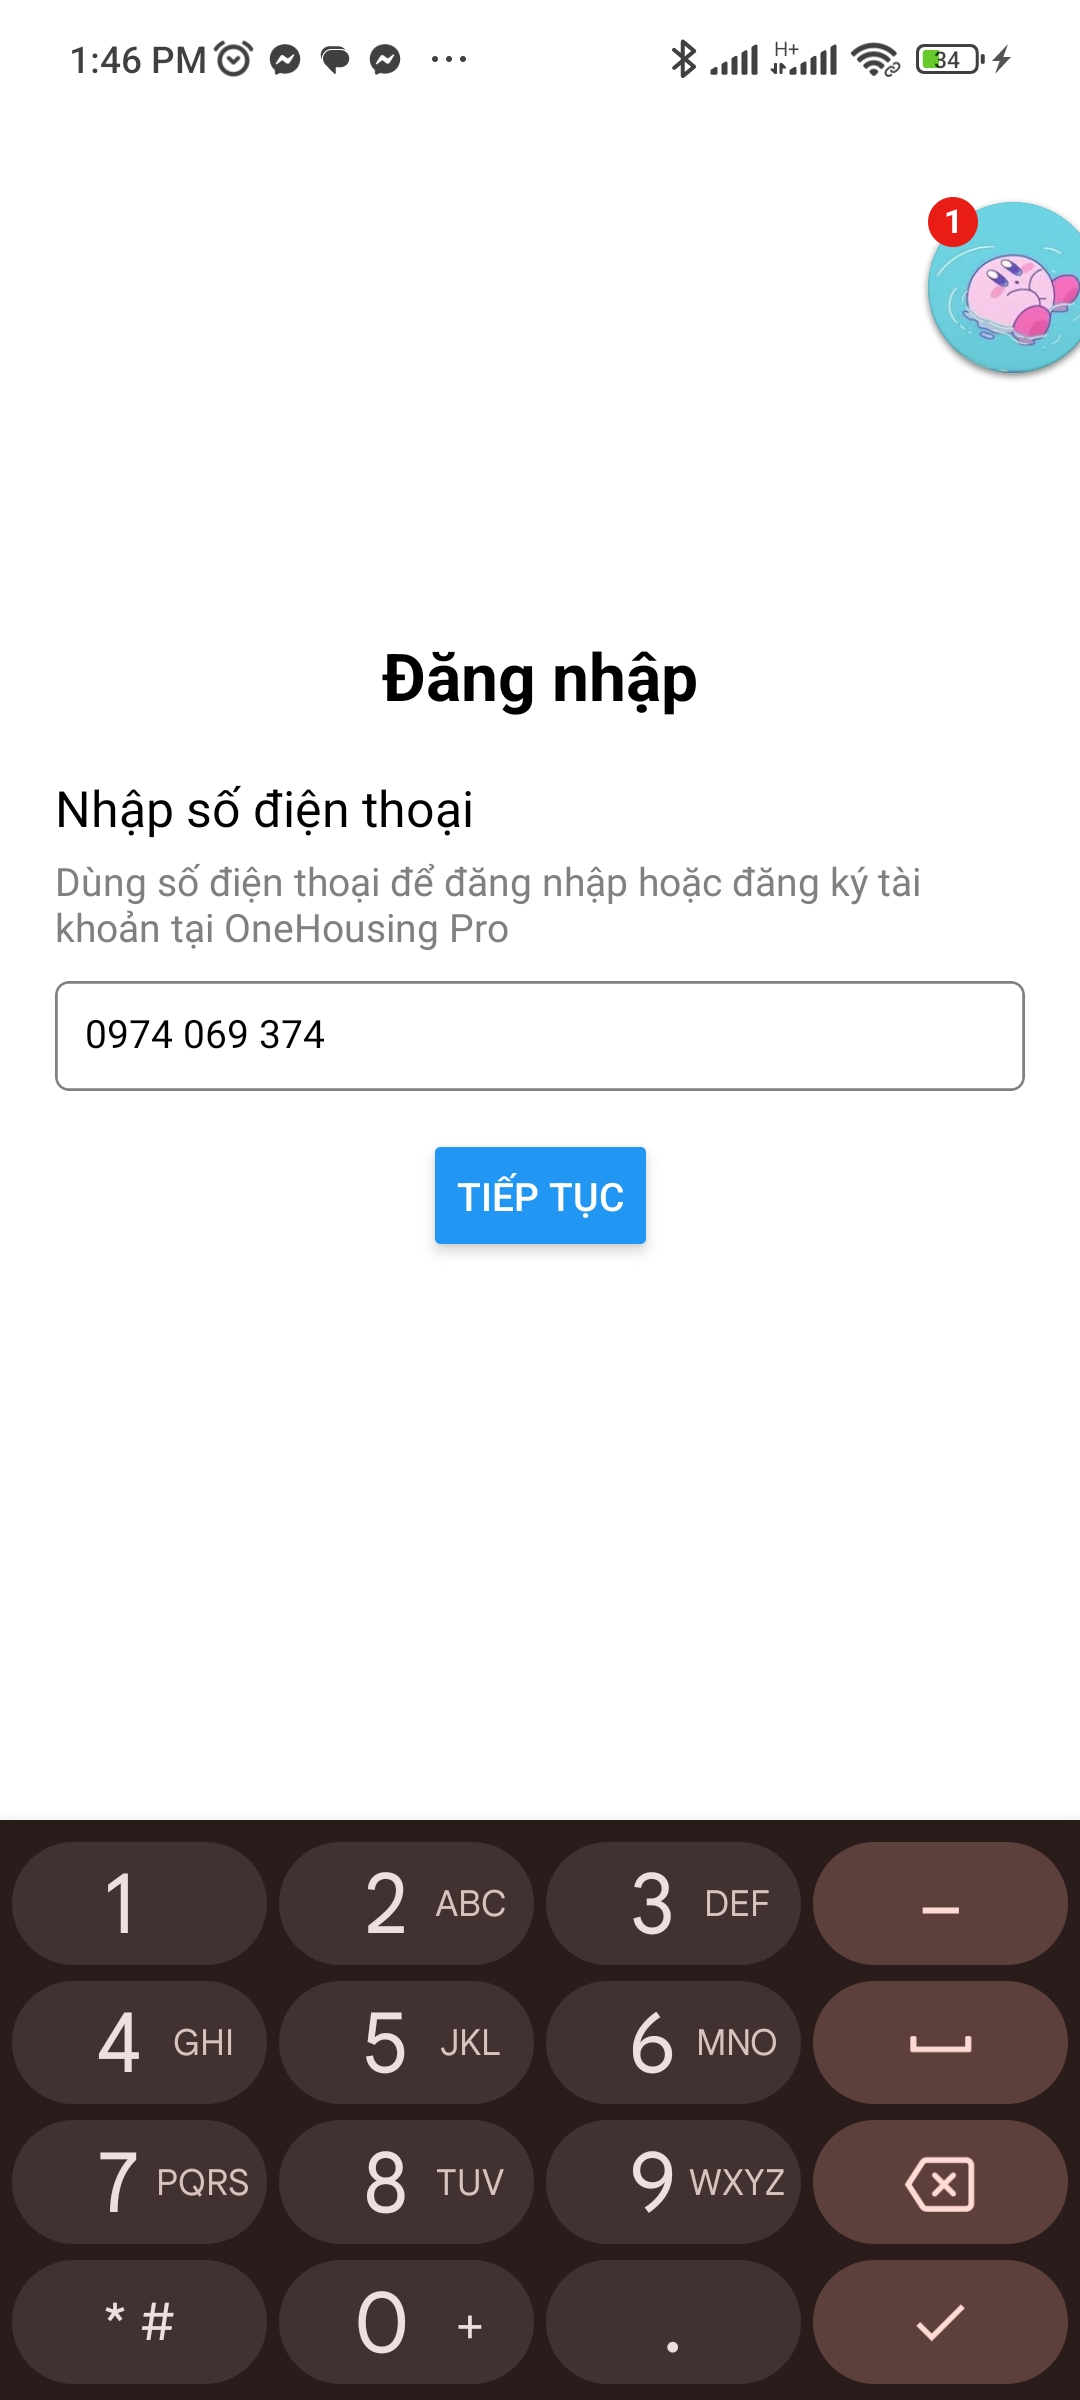 1:46 PM
H+
34
1
Đăng nhập
Nhập số điện thoại
Dùng số điện thoại để đăng nhập hoặc đăng ký tài
khoản tại OneHousing Pro
0974 069 374
TIẾP TỤC
1 2 ABC 3 DEF –
4 GHI 5 JKL 6 MNO
7 PQRS 8 TUV 9 WXYZ
* # 0 + .